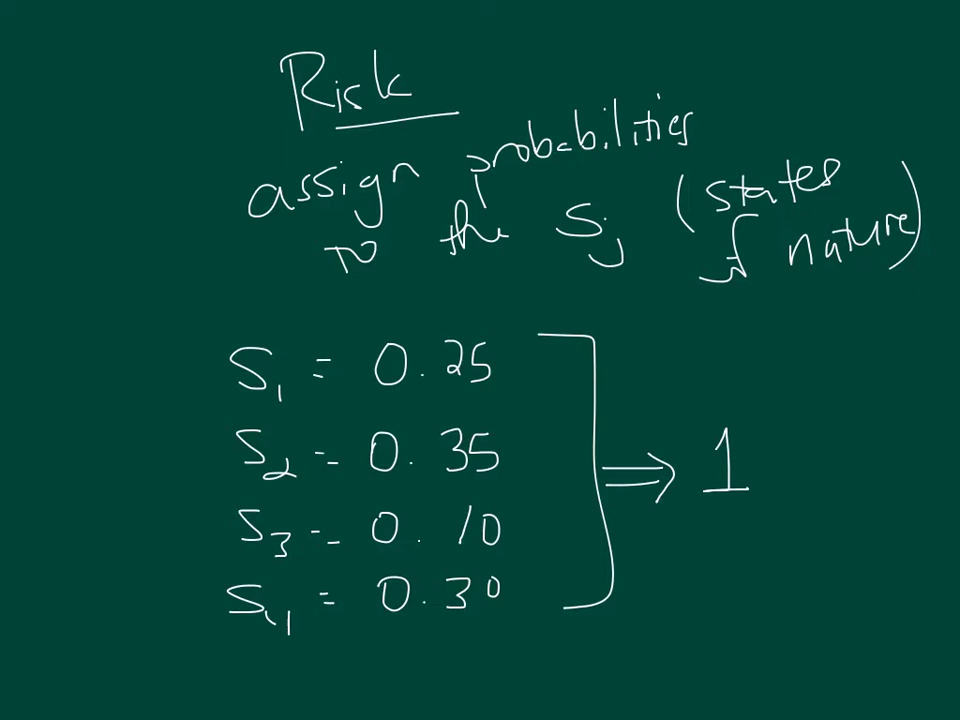 Risk
assign probabilities
to the Sj (states
of nature)
S1 = 0.25
S2 = 0.35
S3 = 0.10
S4 = 0.30
⇒ 1